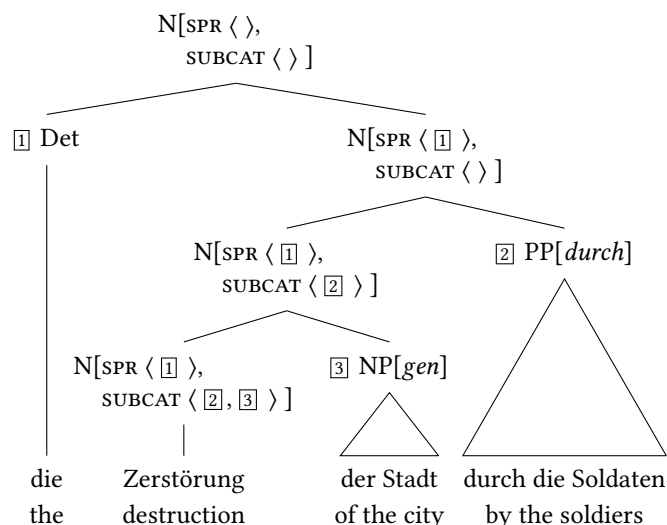 N[SPR ⟨ ⟩,
SUBCAT ⟨ ⟩ ]
1 Det
N[SPR ⟨ 1 ⟩,
SUBCAT ⟨ ⟩ ]
N[SPR ⟨ 1 ⟩,
SUBCAT ⟨ 2 ⟩ ]
2 PP[durch]
N[SPR ⟨ 1 ⟩,
SUBCAT ⟨ 2 , 3 ⟩ ]
3 NP[gen]
die Zerstörung der Stadt durch die Soldaten
the destruction of the city by the soldiers